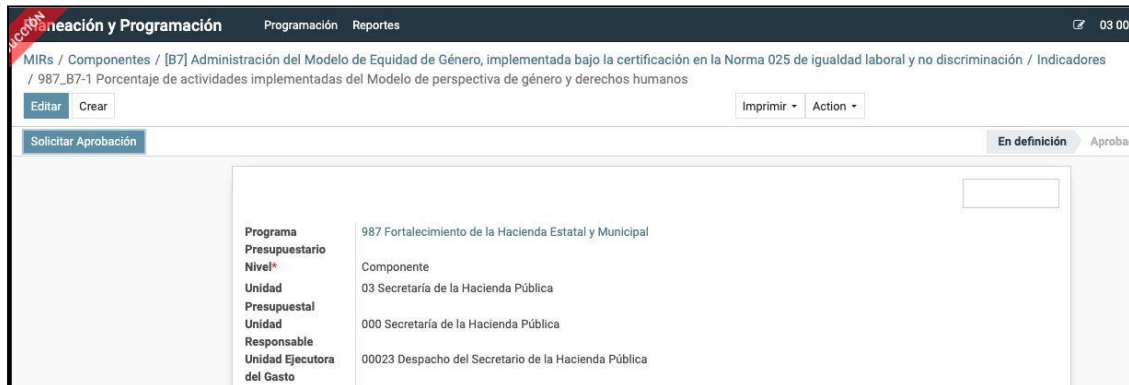 Planeación y Programación Programación Reportes 03 00
MIRs / Componentes / [B7] Administración del Modelo de Equidad de Género, implementada bajo la certificación en la Norma 025 de igualdad laboral y no discriminación / Indicadores
/ 987_B7-1 Porcentaje de actividades implementadas del Modelo de perspectiva de género y derechos humanos
Editar Crear Imprimir Action
Solicitar Aprobación En definición Aproba
Programa 987 Fortalecimiento de la Hacienda Estatal y Municipal
Presupuestario
Nivel* Componente
Unidad 03 Secretaría de la Hacienda Pública
Presupuestal
Unidad 000 Secretaría de la Hacienda Pública
Responsable
Unidad Ejecutora 00023 Despacho del Secretario de la Hacienda Pública
del Gasto